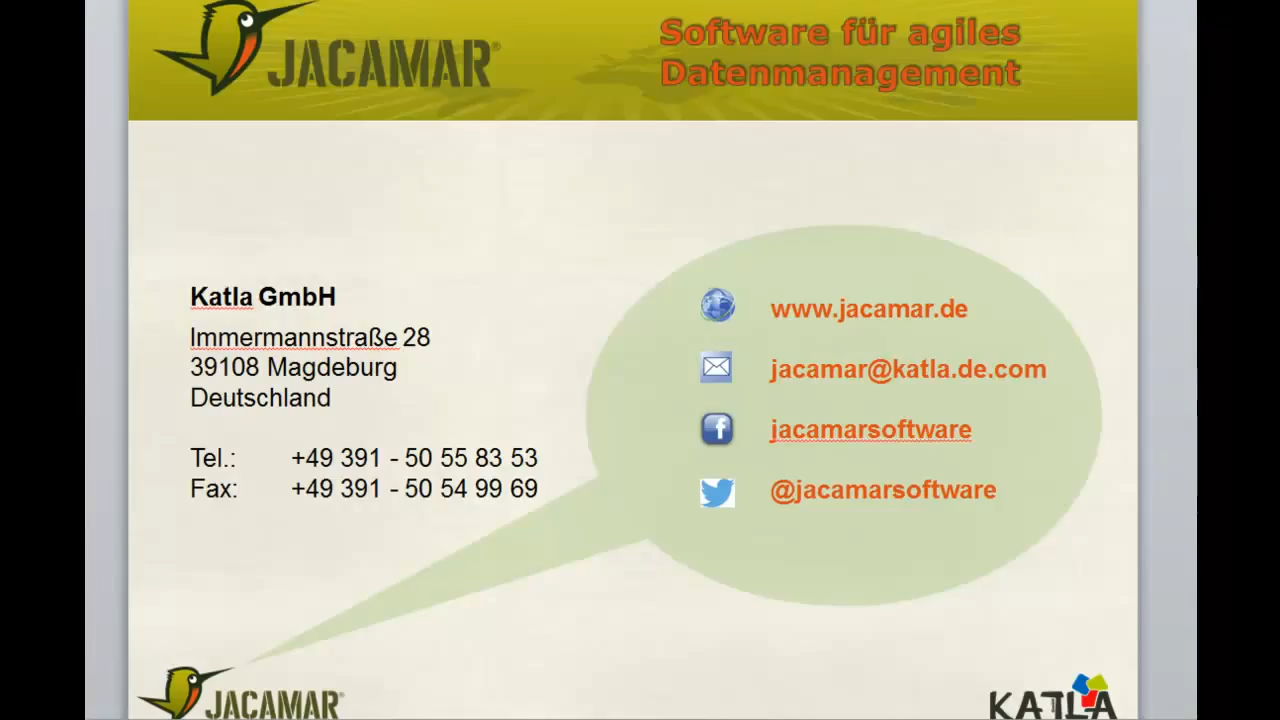 JACAMAR®
Software für agiles
Datenmanagement
Katla GmbH
Immermannstraße 28
39108 Magdeburg
Deutschland
Tel.: +49 391 - 50 55 83 53
Fax: +49 391 - 50 54 99 69
www.jacamar.de
jacamar@katla.de.com
jacamarsoftware
@jacamarsoftware
JACAMAR
KATLA